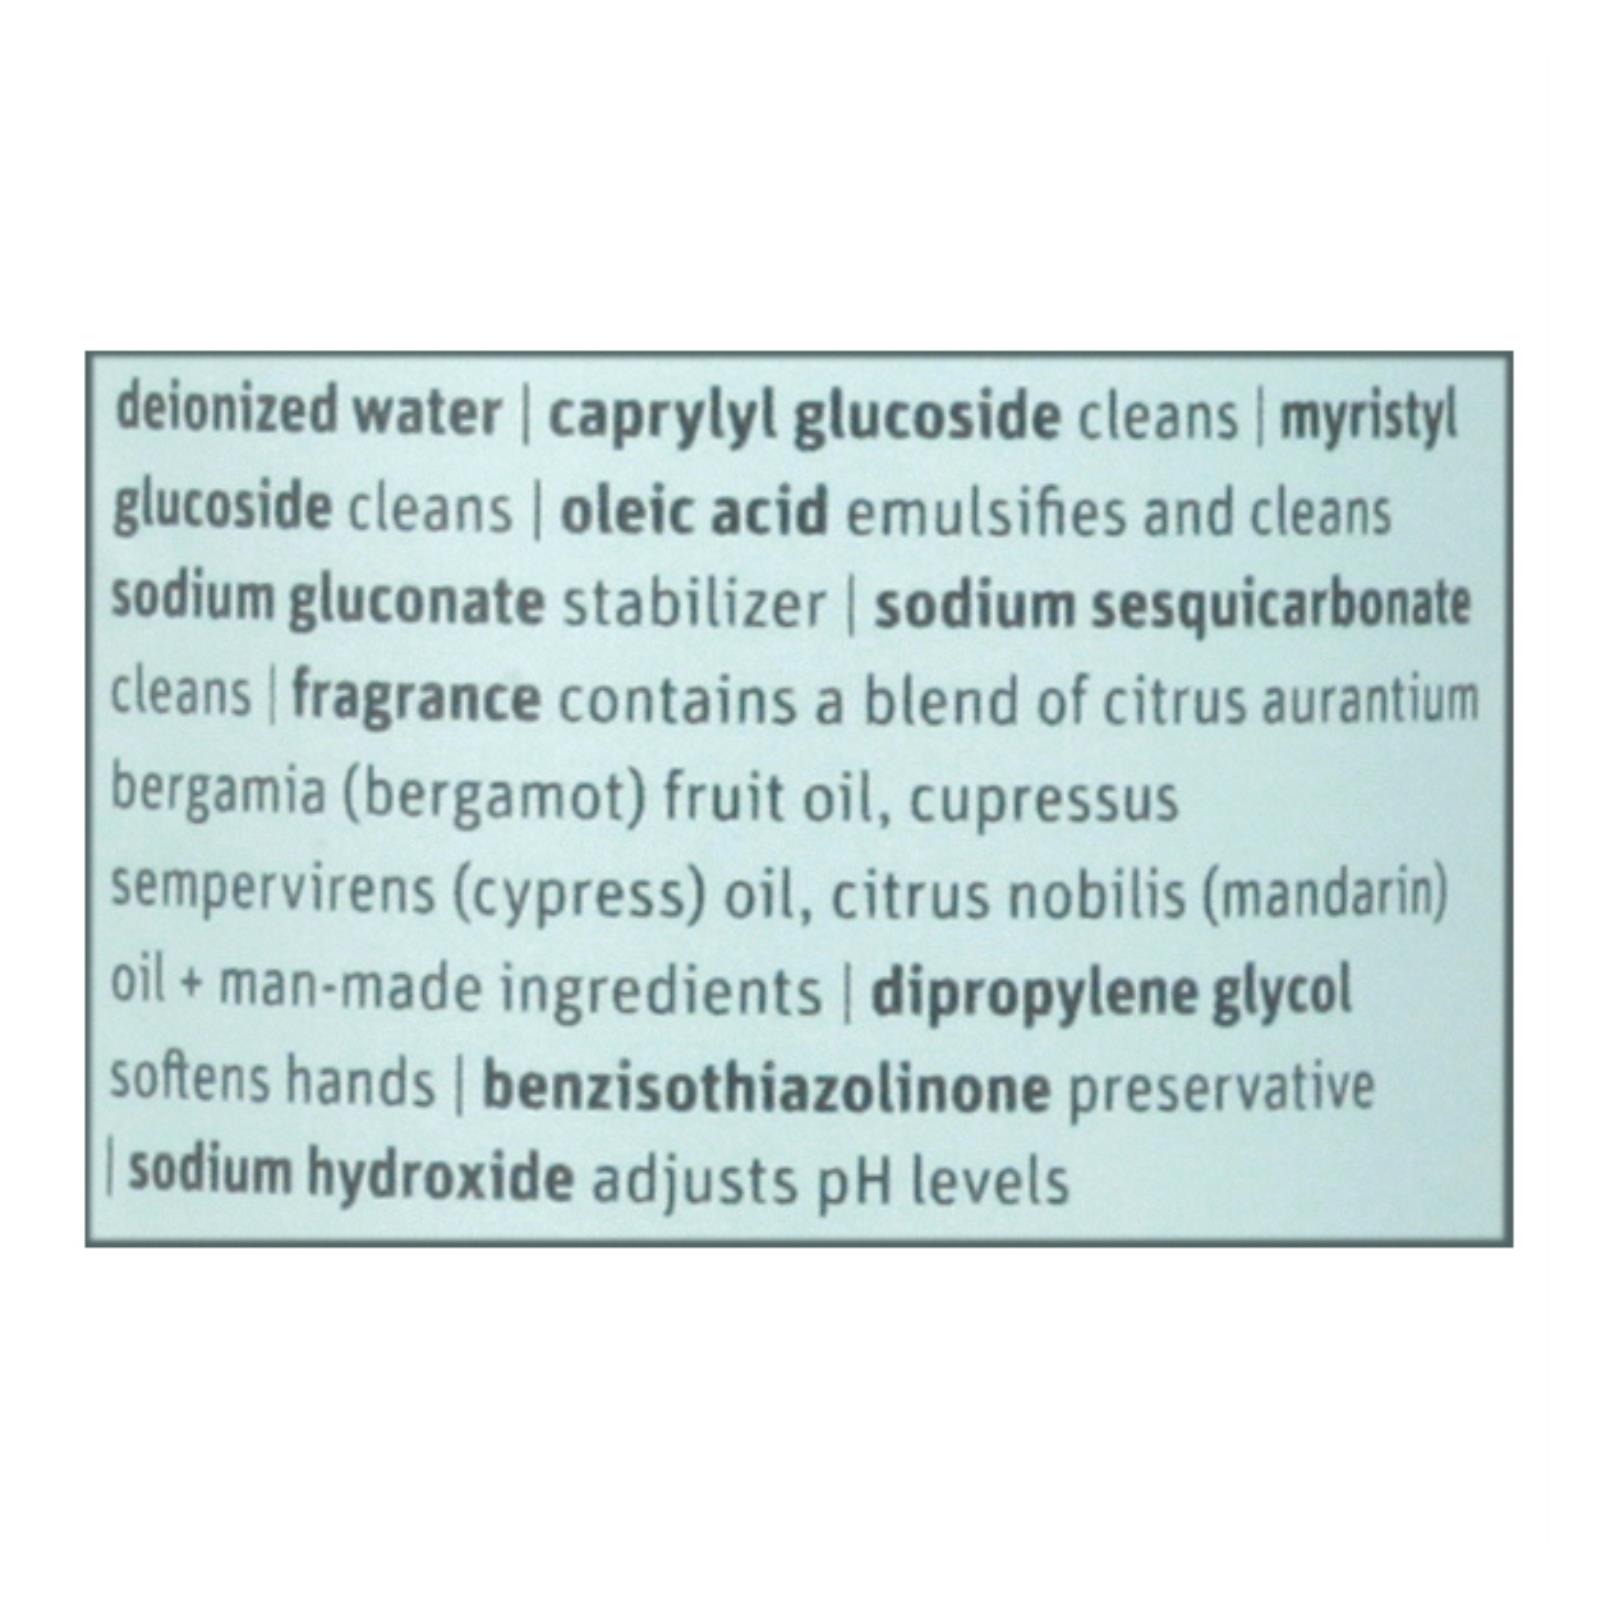 deionized water | caprylyl glucoside cleans | myristyl
glucoside cleans | oleic acid emulsifies and cleans
sodium gluconate stabilizer | sodium sesquicarbonate
cleans | fragrance contains a blend of citrus aurantium
bergamia (bergamot) fruit oil, cupressus
sempervirens (cypress) oil, citrus nobilis (mandarin)
oil + man-made ingredients | dipropylene glycol
softens hands | benzisothiazolinone preservative
| sodium hydroxide adjusts pH levels